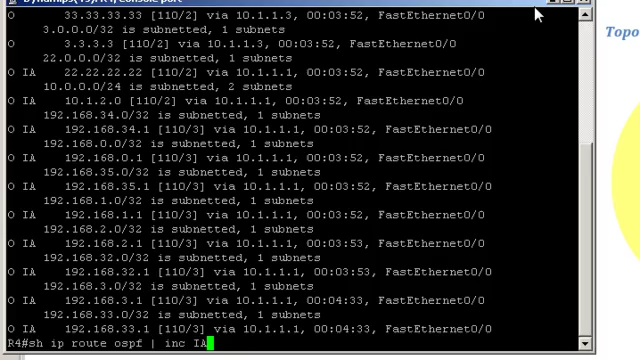 Dynamips(4): R4, Console port
O       33.33.33.33 [110/2] via 10.1.1.3, 00:03:52, FastEthernet0/0
     3.0.0.0/32 is subnetted, 1 subnets
O       3.3.3.3 [110/2] via 10.1.1.3, 00:03:52, FastEthernet0/0
     22.0.0.0/32 is subnetted, 1 subnets
O IA    22.22.22.22 [110/3] via 10.1.1.1, 00:03:52, FastEthernet0/0
     10.0.0.0/24 is subnetted, 2 subnets
O IA    10.1.2.0 [110/2] via 10.1.1.1, 00:03:52, FastEthernet0/0
     192.168.34.0/32 is subnetted, 1 subnets
O IA    192.168.34.1 [110/3] via 10.1.1.1, 00:03:52, FastEthernet0/0
     192.168.0.0/32 is subnetted, 1 subnets
O IA    192.168.0.1 [110/3] via 10.1.1.1, 00:03:52, FastEthernet0/0
     192.168.35.0/32 is subnetted, 1 subnets
O IA    192.168.35.1 [110/3] via 10.1.1.1, 00:03:52, FastEthernet0/0
     192.168.1.0/32 is subnetted, 1 subnets
O IA    192.168.1.1 [110/3] via 10.1.1.1, 00:03:52, FastEthernet0/0
     192.168.2.0/32 is subnetted, 1 subnets
O IA    192.168.2.1 [110/3] via 10.1.1.1, 00:03:53, FastEthernet0/0
     192.168.32.0/32 is subnetted, 1 subnets
O IA    192.168.32.1 [110/3] via 10.1.1.1, 00:03:53, FastEthernet0/0
     192.168.3.0/32 is subnetted, 1 subnets
O IA    192.168.3.1 [110/3] via 10.1.1.1, 00:04:33, FastEthernet0/0
     192.168.33.0/32 is subnetted, 1 subnets
O IA    192.168.33.1 [110/3] via 10.1.1.1, 00:04:33, FastEthernet0/0
R4#sh ip route ospf | inc IA
Topo